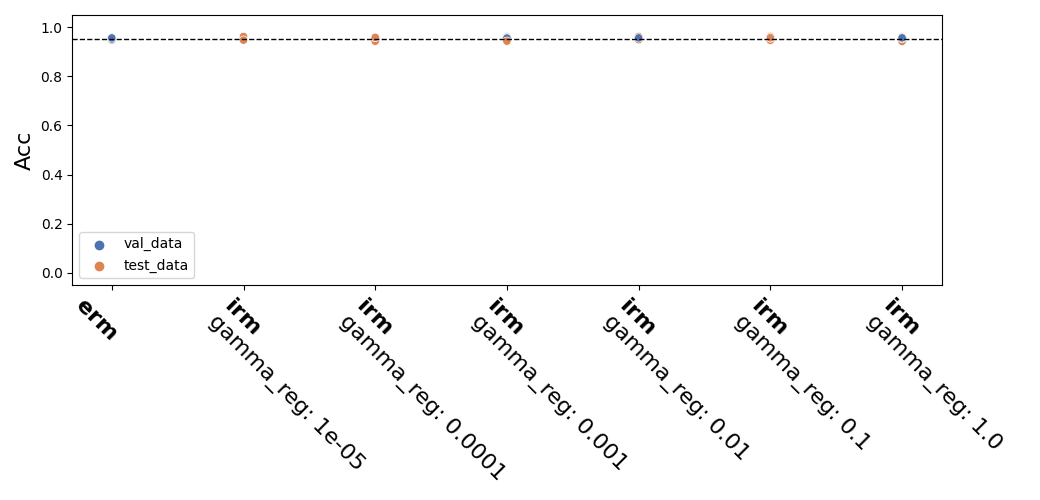 1.0
0.8
0.6
0.4
0.2
0.0
Acc
val_data
test_data
erm
irm
gamma_reg: 1e-05
irm
gamma_reg: 0.0001
irm
gamma_reg: 0.001
irm
gamma_reg: 0.01
irm
gamma_reg: 0.1
irm
gamma_reg: 1.0